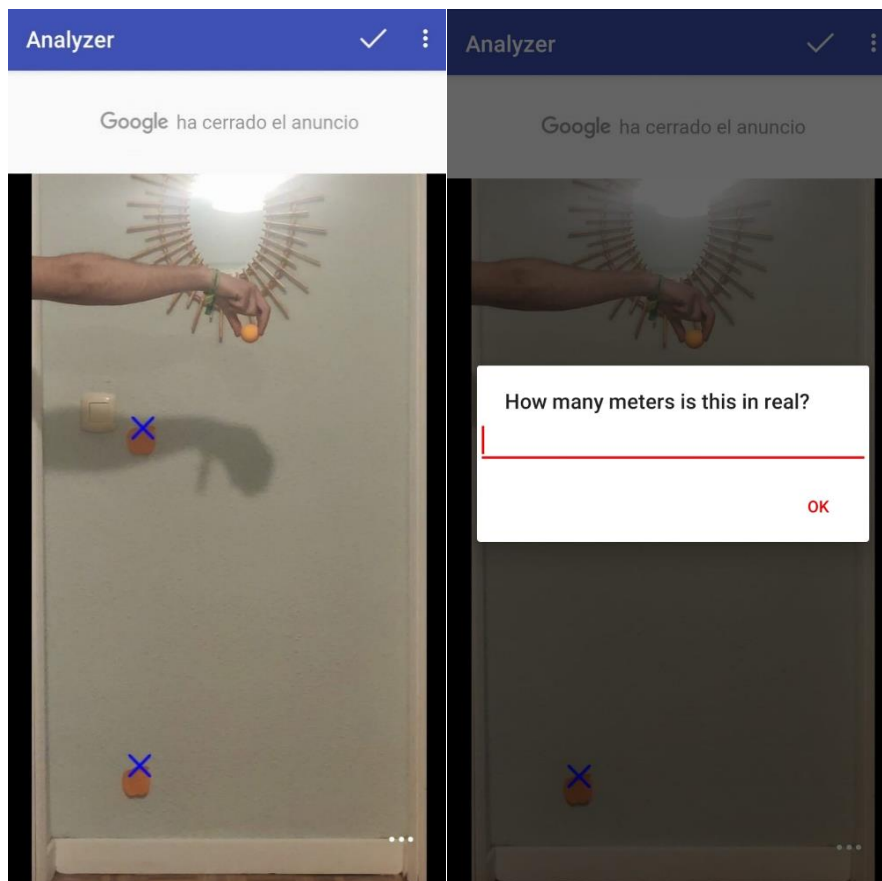 Analyzer
Google ha cerrado el anuncio
Analyzer
Google ha cerrado el anuncio
How many meters is this in real?
OK